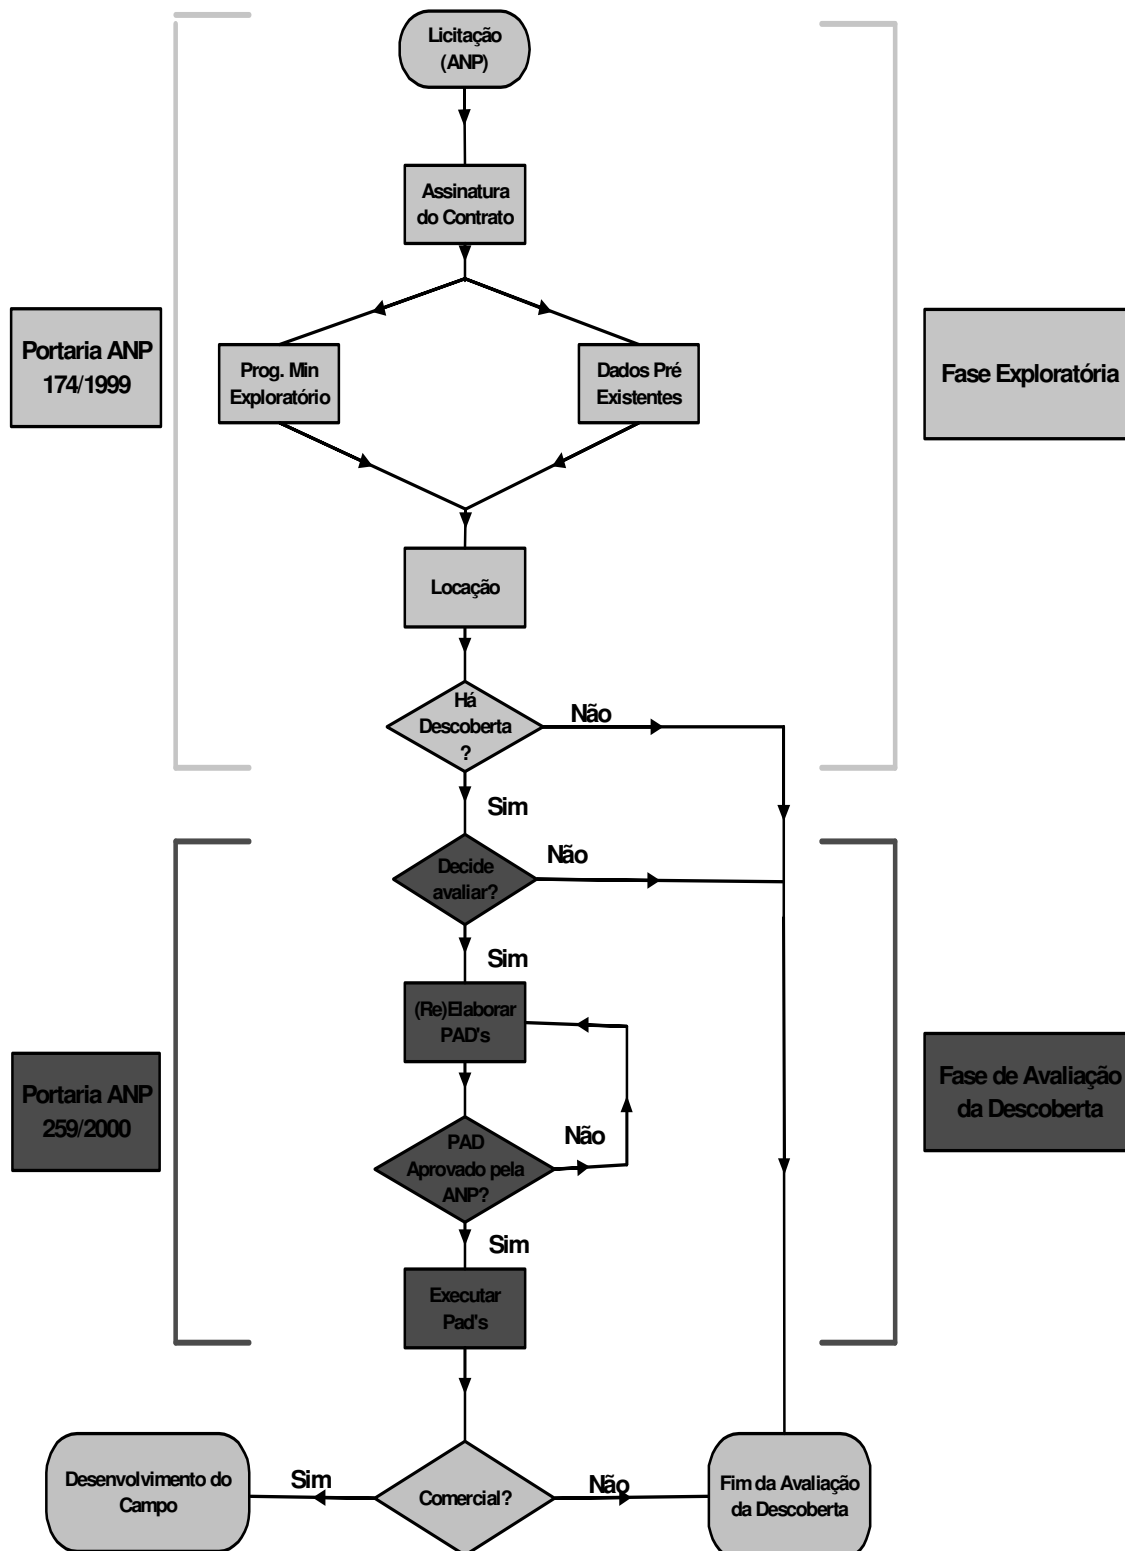 Licitação
(ANP)
Assinatura
do Contrato
Portaria ANP
174/1999
Prog. Min
Exploratório
Dados Pré
Existentes
Fase Exploratória
Locação
Há
Descoberta
?
Não
Sim
Decide
avaliar?
Não
Sim
(Re)Elaborar
PAD's
Portaria ANP
259/2000
Fase de Avaliação
da Descoberta
PAD
Aprovado pela
ANP?
Não
Sim
Executar
Pad's
Desenvolvimento do
Campo
Sim
Comercial?
Não
Fim da Avaliação
da Descoberta